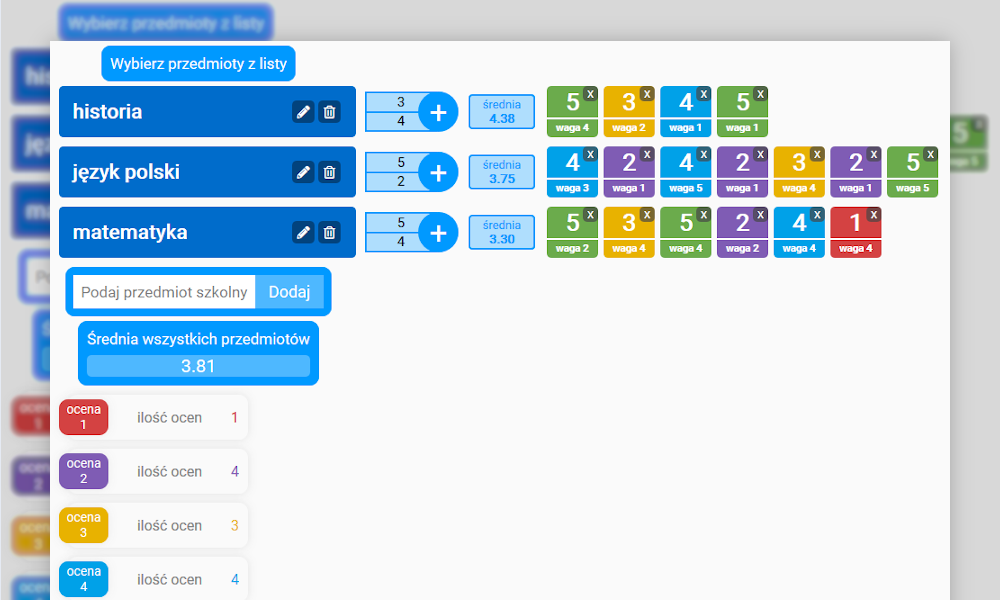 Wybierz przedmioty z listy
Wybierz przedmioty z listy
historia 3 4 + średnia 4.38 5 x waga 4 3 x waga 2 4 x waga 1 5 x waga 1
język polski 5 2 + średnia 3.75 4 x waga 3 2 x waga 1 4 x waga 5 2 x waga 1 3 x waga 4 2 x waga 1 5 x waga 5
matematyka 5 4 + średnia 3.30 5 x waga 2 3 x waga 4 5 x waga 4 2 x waga 2 4 x waga 4 1 x waga 4
Podaj przedmiot szkolny Dodaj
Średnia wszystkich przedmiotów
3.81
ocena 1 ilość ocen 1
ocena 2 ilość ocen 4
ocena 3 ilość ocen 3
ocena 4 ilość ocen 4